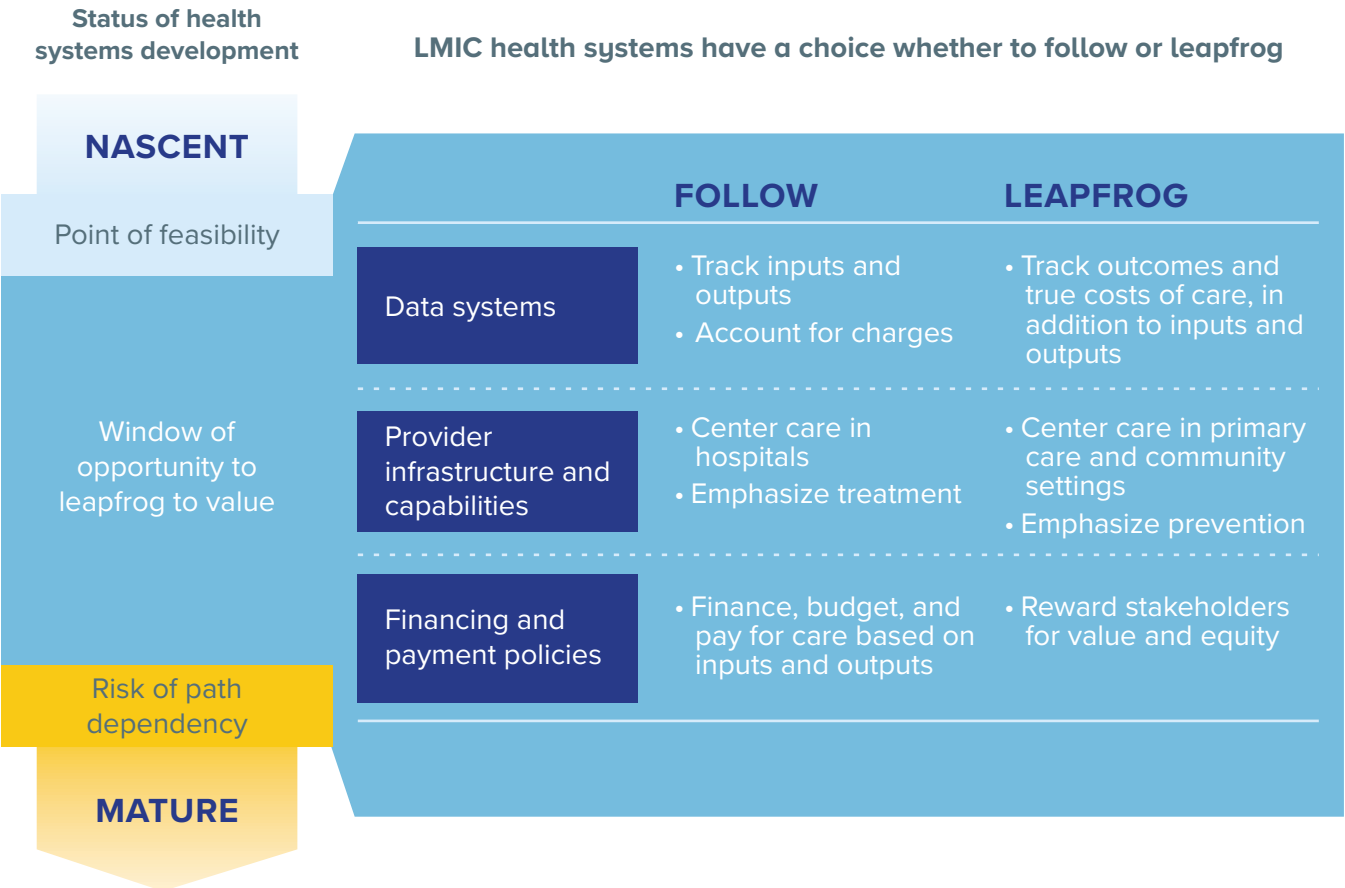 Status of health
systems development
LMIC health systems have a choice whether to follow or leapfrog
NASCENT
Point of feasibility
Window of
opportunity to
leapfrog to value
Risk of path
dependency
MATURE
FOLLOW
LEAPFROG
Data systems
• Track inputs and
outputs
• Account for charges
• Track outcomes and
true costs of care, in
addition to inputs and
outputs
Provider
infrastructure and
capabilities
• Center care in
hospitals
• Emphasize treatment
• Center care in primary
care and community
settings
• Emphasize prevention
Financing and
payment policies
• Finance, budget, and
pay for care based on
inputs and outputs
• Reward stakeholders
for value and equity